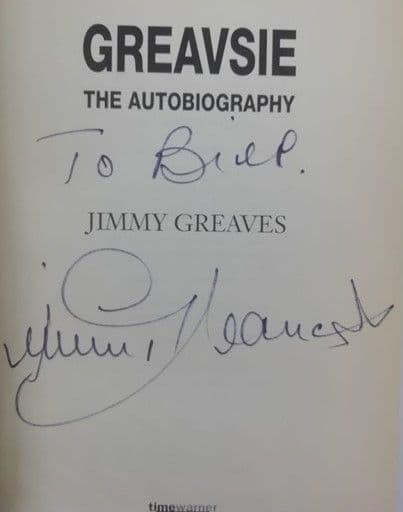 GREAVSIE
THE AUTOBIOGRAPHY
To Bill.
JIMMY GREAVES
Jimmy Greaves
timewarner